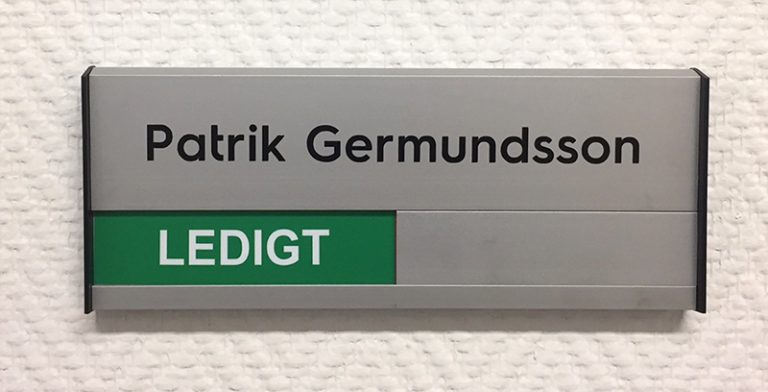 Patrik Germundsson
LEDIGT